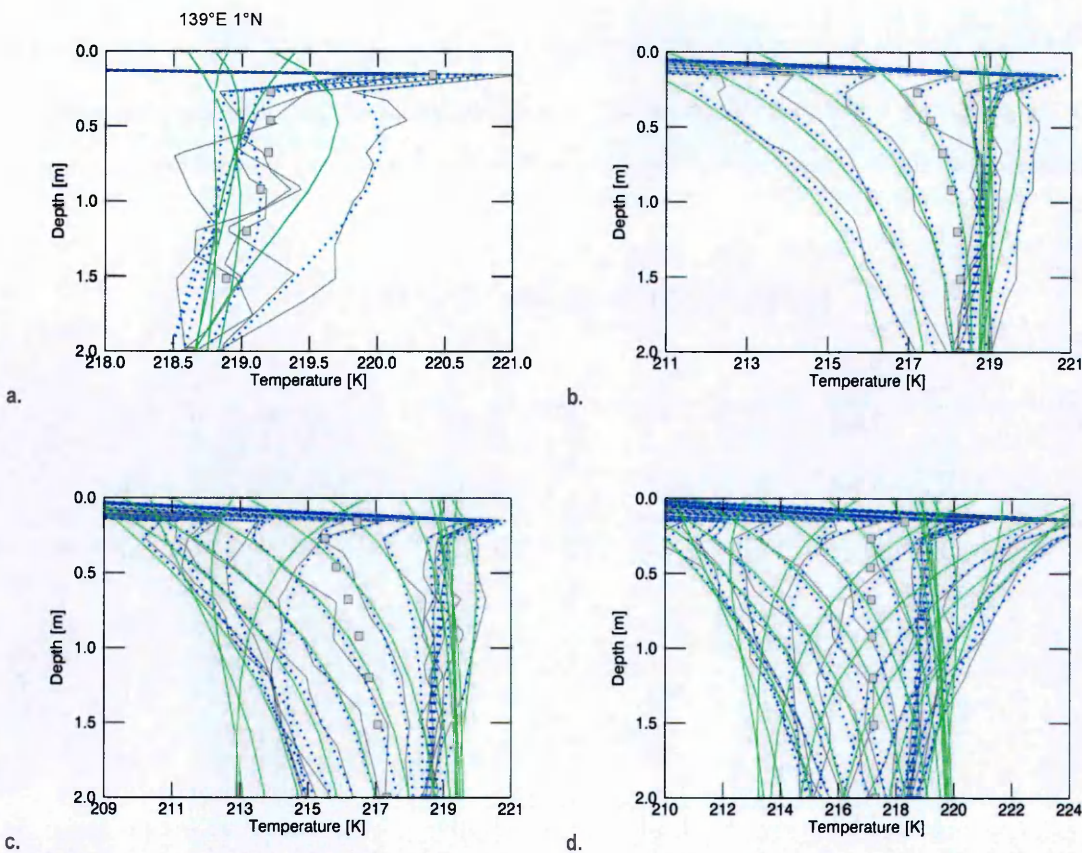 139°E 1°N
0.0
0.5
1.0
1.5
2.0
Depth [m]
218.0 218.5 219.0 219.5 220.0 220.5 221.0
Temperature [K]
a.
0.0
0.5
1.0
1.5
2.0
Depth [m]
211 213 215 217 219 221
Temperature [K]
b.
0.0
0.5
1.0
1.5
2.0
Depth [m]
209 211 213 215 217 219 221
Temperature [K]
c.
0.0
0.5
1.0
1.5
2.0
Depth [m]
210 212 214 216 218 220 222 224
Temperature [K]
d.